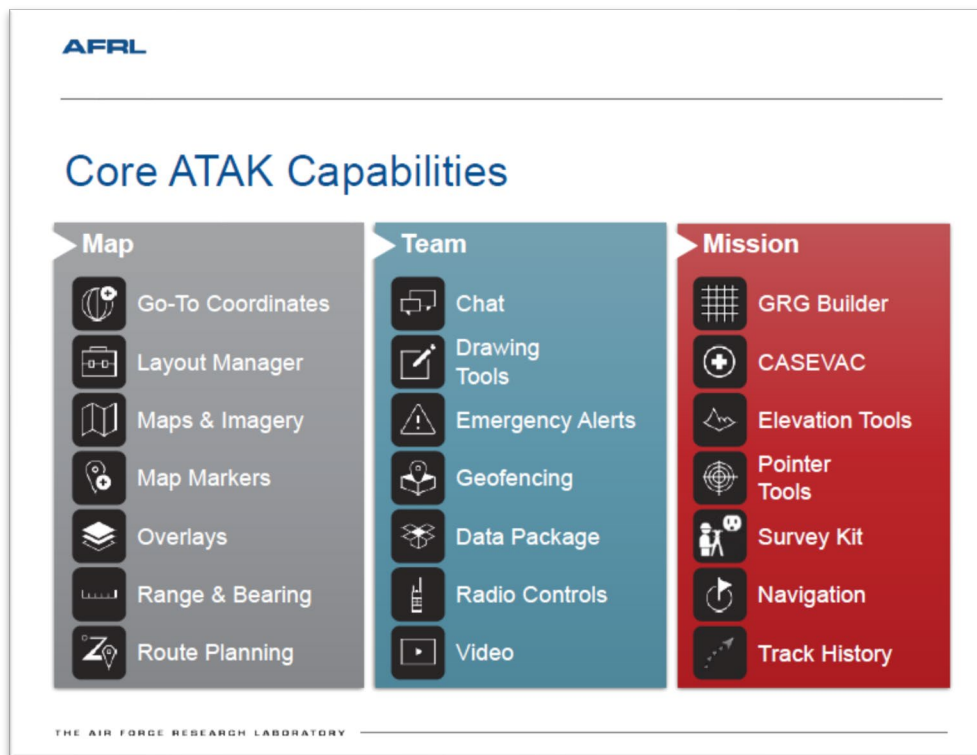 AFRL
Core ATAK Capabilities
Map
Go-To Coordinates
Layout Manager
Maps & Imagery
Map Markers
Overlays
Range & Bearing
Route Planning
Team
Chat
Drawing
Tools
Emergency Alerts
Geofencing
Data Package
Radio Controls
Video
Mission
GRG Builder
CASEVAC
Elevation Tools
Pointer
Tools
Survey Kit
Navigation
Track History
THE AIR FORCE RESEARCH LABORATORY